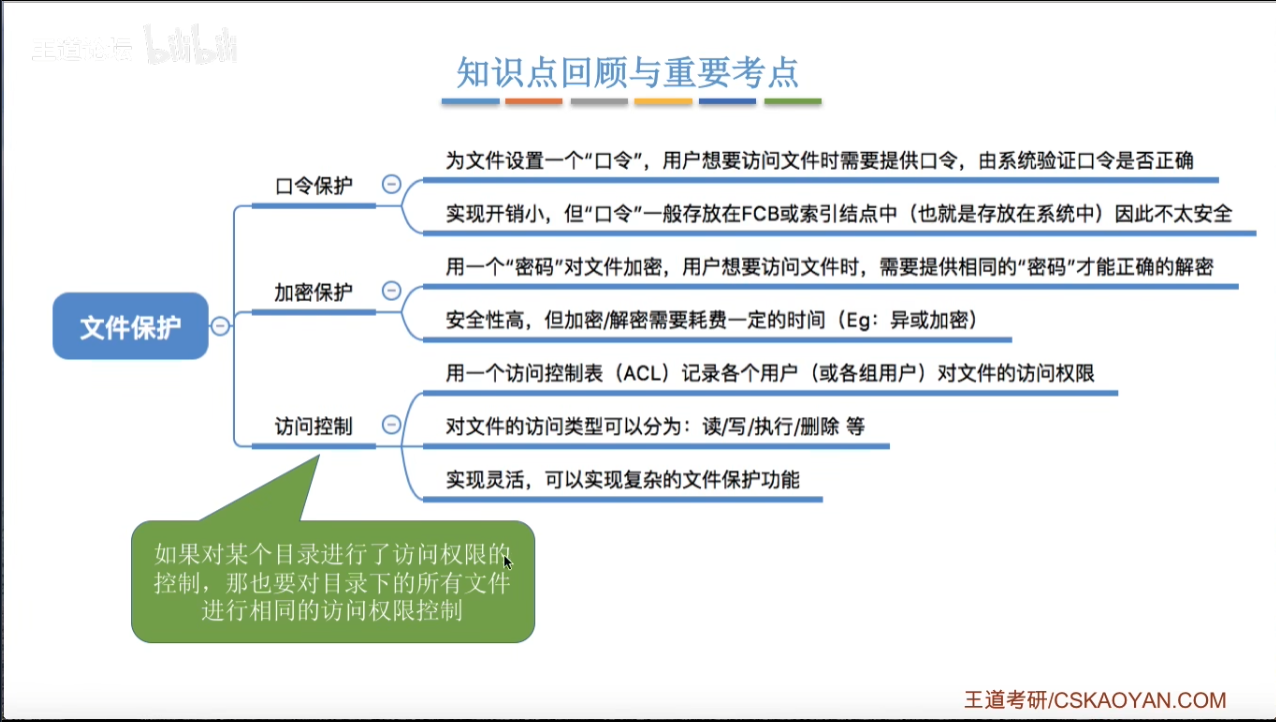 王道论坛 bilibili
知识点回顾与重要考点
口令保护
为文件设置一个“口令”，用户想要访问文件时需要提供口令，由系统验证口令是否正确
实现开销小，但“口令”一般存放在FCB或索引结点中（也就是存放在系统中）因此不太安全
文件保护
加密保护
用一个“密码”对文件加密，用户想要访问文件时，需要提供相同的“密码”才能正确的解密
安全性高，但加密/解密需要耗费一定的时间（Eg：异或加密）
访问控制
用一个访问控制表（ACL）记录各个用户（或各组用户）对文件的访问权限
对文件的访问类型可以分为：读/写/执行/删除 等
实现灵活，可以实现复杂的文件保护功能
如果对某个目录进行了访问权限的
控制，那也要对目录下的所有文件
进行相同的访问权限控制
王道考研/CSKAOYAN.COM